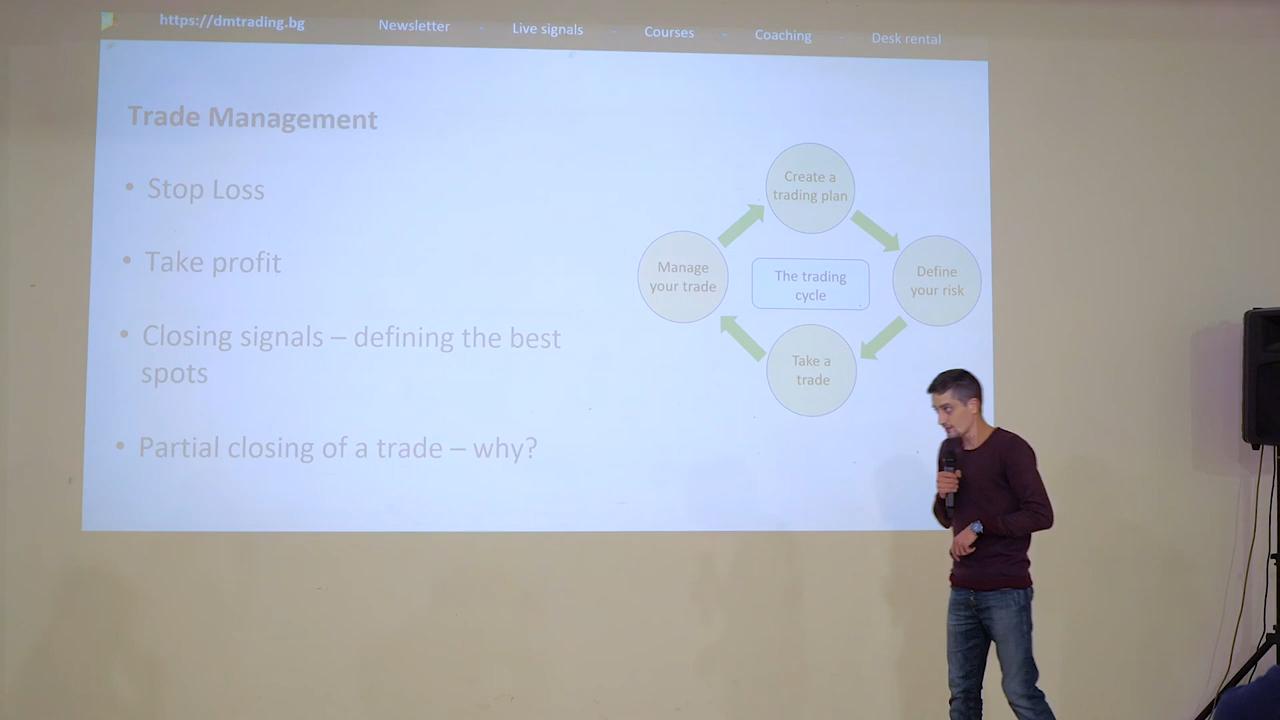 https://dmtrading.bg Newsletter - Live signals - Courses - Coaching - Desk rental
Trade Management
• Stop Loss
• Take profit
• Closing signals – defining the best
spots
• Partial closing of a trade – why?
Create a
trading plan
Define
your risk
Take a
trade
Manage
your trade
The trading
cycle